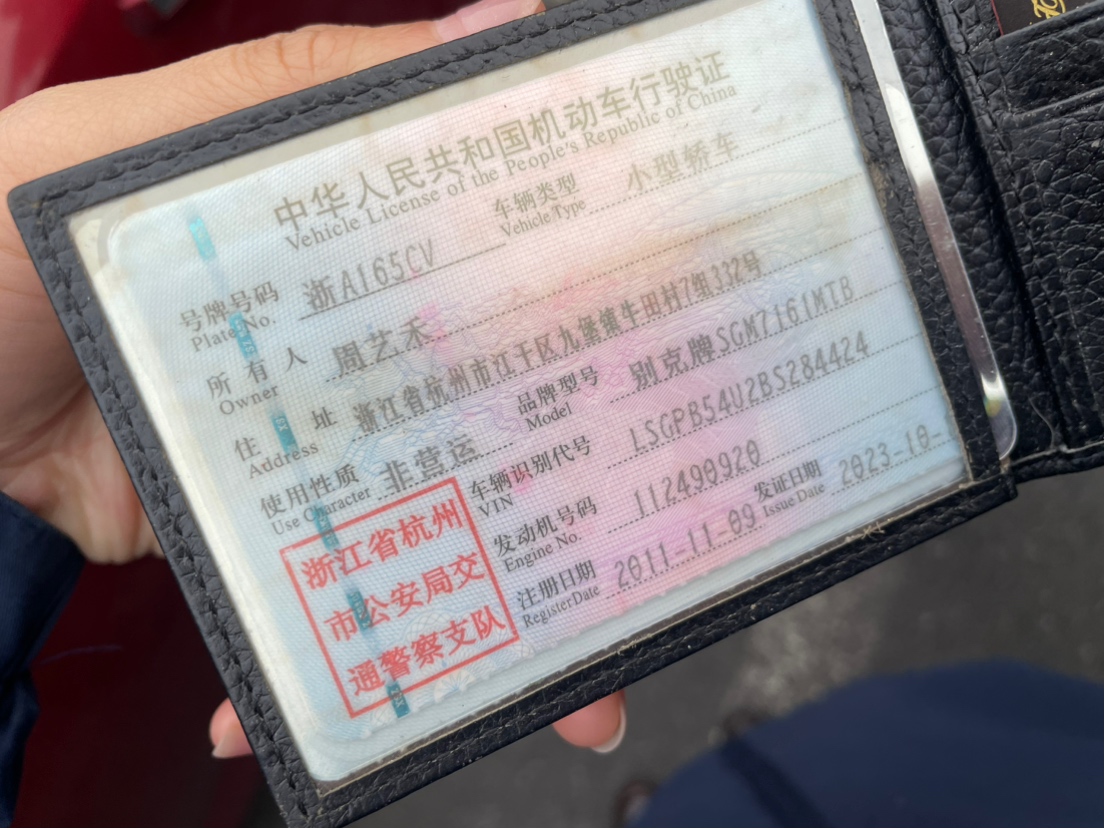 中华人民共和国机动车行驶证
Vehicle License of the People's Republic of China
号牌号码 浙A165CV 车辆类型 小型轿车
Plate No. Vehicle Type
所有人 周艺禾
Owner
住址 浙江省杭州市江干区九堡镇牛田村7组332号
Address
使用性质 非营运 品牌型号 别克牌SGM7161MTB
Use Character Model
车辆识别代号 LSGPB54U2BS284424
VIN
发动机号码 112490920
Engine No.
注册日期 2011-11-09 发证日期 2023-10-
Register Date Issue Date
浙江省杭州
市公安局交
通警察支队